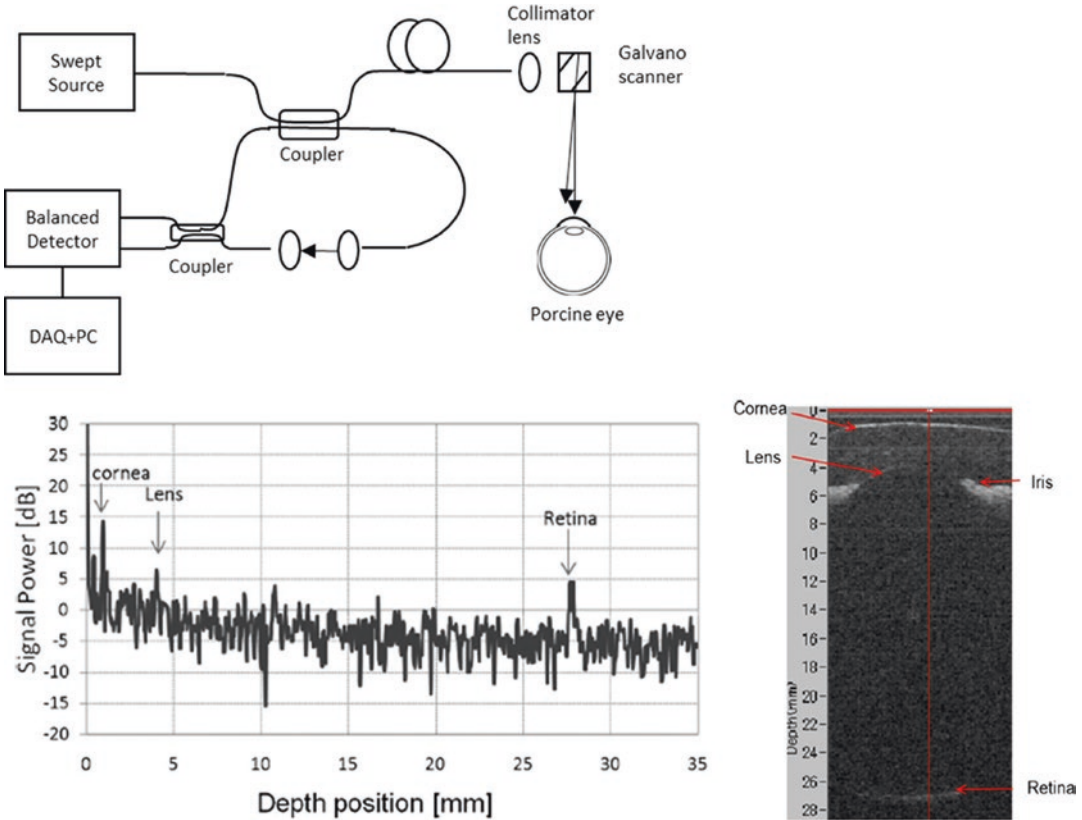 Swept
Source
Collimator
lens
Galvano
scanner
Coupler
Balanced
Detector
Coupler
DAQ+PC
Porcine eye
30
25
20
15
10
5
0
-5
-10
-15
-20
Signal Power [dB]
cornea
Lens
Retina
0 5 10 15 20 25 30 35
Depth position [mm]
Cornea
Lens
Iris
Retina
0
2
4
6
8
10
12
14
16
18
20
22
24
26
28
Depth(mm)